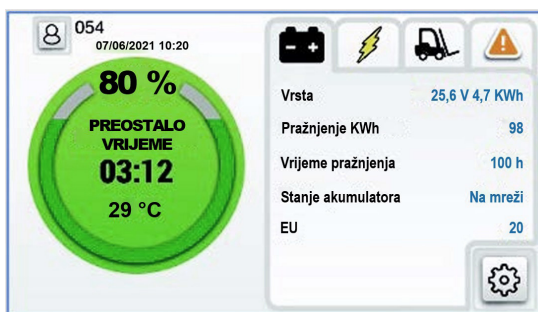 054
07/06/2021 10:20
80 %
PREOSTALO
VRIJEME
03:12
29 °C
Vrsta 25,6 V 4,7 KWh
Pražnjenje KWh 98
Vrijeme pražnjenja 100 h
Stanje akumulatora Na mreži
EU 20